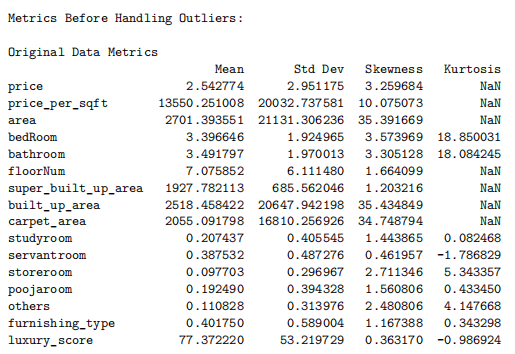 Metrics Before Handling Outliers:
Original Data Metrics
Mean Std Dev Skewness Kurtosis
price 2.542774 2.951175 3.259684 NaN
price_per_sqft 13550.251008 20032.737581 10.075073 NaN
area 2701.393551 21131.306236 35.391669 NaN
bedRoom 3.396646 1.924965 3.573969 18.850031
bathroom 3.491797 1.970013 3.305128 18.084245
floorNum 7.075852 6.111480 1.664099 NaN
super_built_up_area 1927.782113 685.562046 1.203216 NaN
built_up_area 2518.458422 20647.942198 35.434849 NaN
carpet_area 2055.091798 16810.256926 34.748794 NaN
studyroom 0.207437 0.405545 1.443865 0.082468
servantroom 0.387532 0.487276 0.461957 -1.786829
storeroom 0.097703 0.296967 2.711346 5.343357
poojaroom 0.192490 0.394328 1.560806 0.433450
others 0.110828 0.313976 2.480806 4.147668
furnishing_type 0.401750 0.589004 1.167388 0.343298
luxury_score 77.372220 53.219729 0.363170 -0.986924